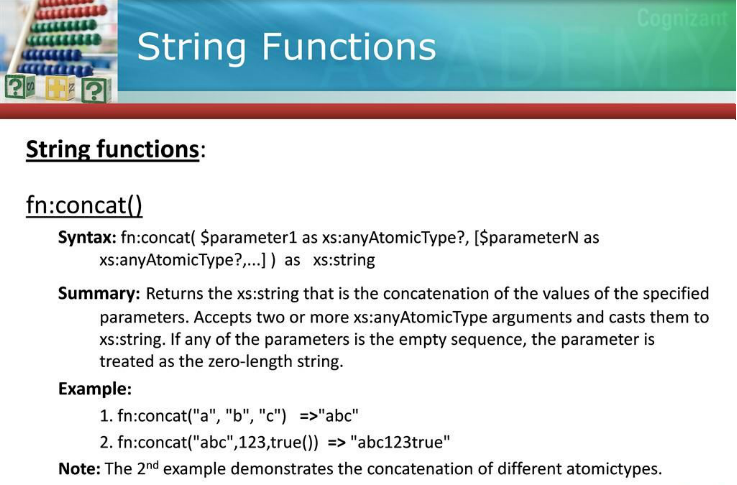 Cognizant
String Functions
ACADEMY
String functions:
fn:concat()
Syntax: fn:concat( $parameter1 as xs:anyAtomicType?, [$parameterN as
xs:anyAtomicType?,...] ) as xs:string
Summary: Returns the xs:string that is the concatenation of the values of the specified
parameters. Accepts two or more xs:anyAtomicType arguments and casts them to
xs:string. If any of the parameters is the empty sequence, the parameter is
treated as the zero-length string.
Example:
1. fn:concat("a", "b", "c") =>"abc"
2. fn:concat("abc",123,true()) => "abc123true"
Note: The 2nd example demonstrates the concatenation of different atomictypes.